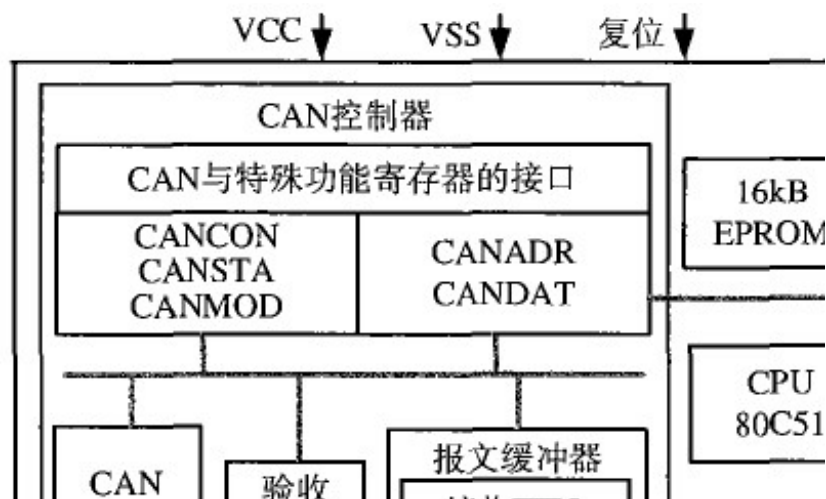 VCC VSS 复位
CAN控制器
CAN与特殊功能寄存器的接口
CANCON
CANSTA
CANMOD
CANADR
CANDAT
16kB
EPROM
CPU
80C51
CAN
验收
报文缓冲器